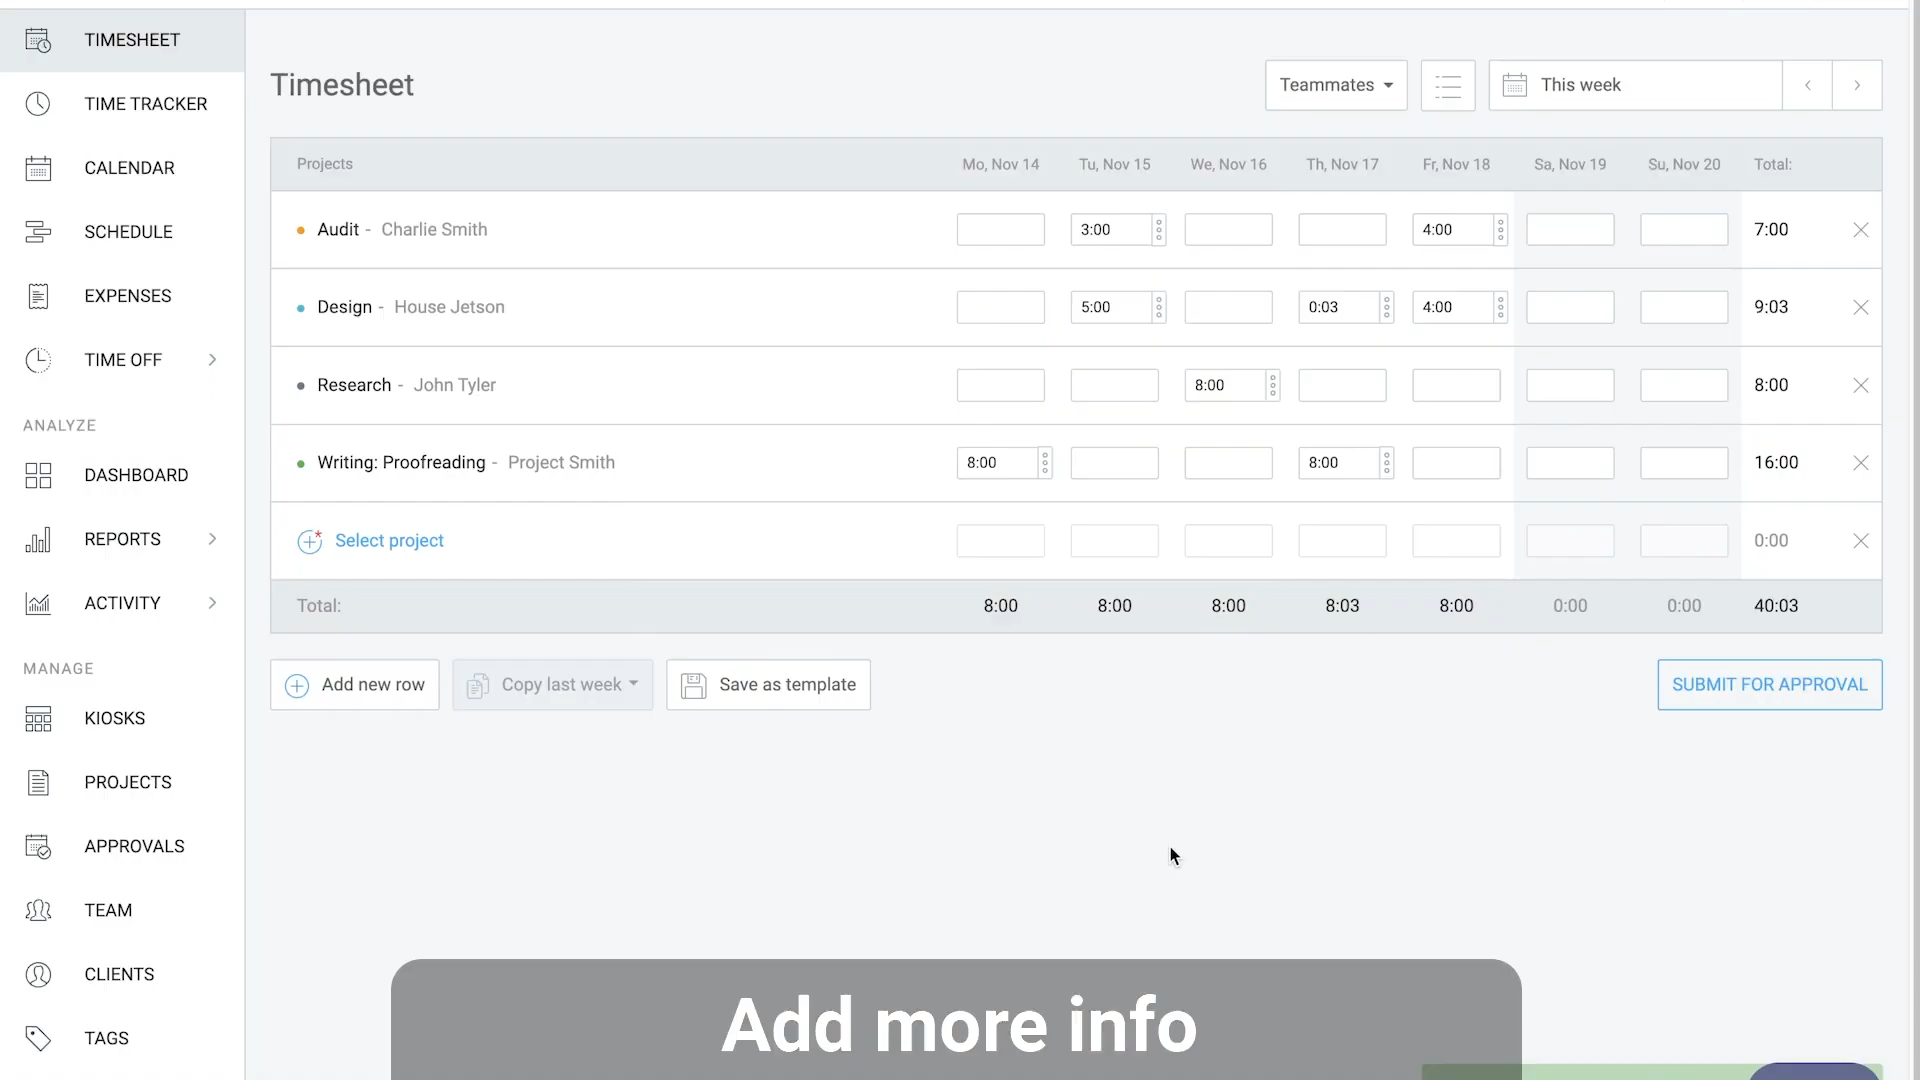 TIMESHEET
TIME TRACKER
CALENDAR
SCHEDULE
EXPENSES
TIME OFF
ANALYZE
DASHBOARD
REPORTS
ACTIVITY
MANAGE
KIOSKS
PROJECTS
APPROVALS
TEAM
CLIENTS
TAGS
Timesheet
Teammates
This week
Projects Mo, Nov 14 Tu, Nov 15 We, Nov 16 Th, Nov 17 Fr, Nov 18 Sa, Nov 19 Su, Nov 20 Total:
Audit - Charlie Smith 3:00 4:00 7:00
Design - House Jetson 5:00 0:03 4:00 9:03
Research - John Tyler 8:00 8:00
Writing: Proofreading - Project Smith 8:00 8:00 16:00
Select project 0:00
Total: 8:00 8:00 8:00 8:03 8:00 0:00 0:00 40:03
Add new row Copy last week Save as template SUBMIT FOR APPROVAL
Add more info